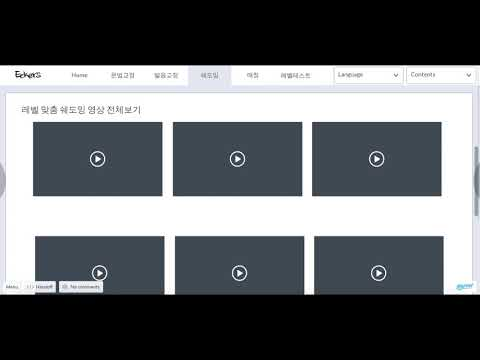 Echars Home 문법교정 발음교정 쉐도잉 매칭 레벨테스트 Language Contents
레벨 맞춤 쉐도잉 영상 전체보기
Menu Handoff No comments